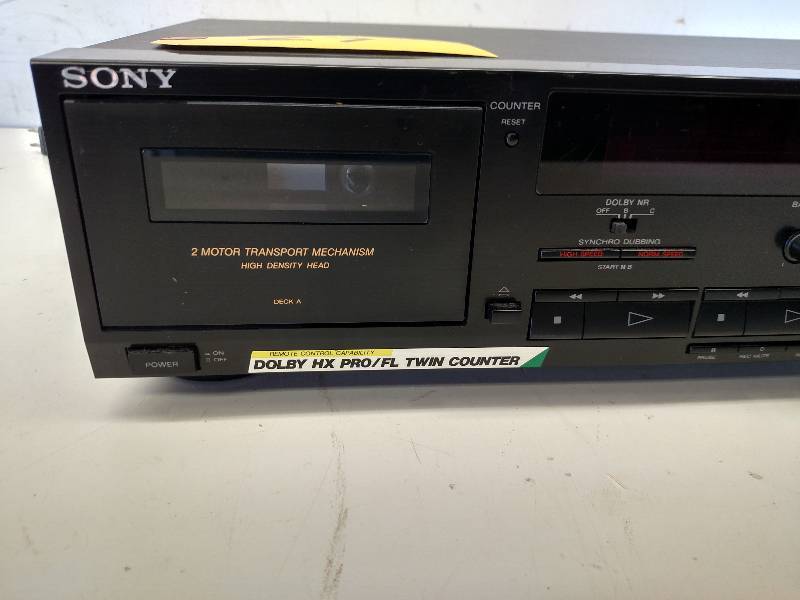 SONY
COUNTER
RESET
DOLBY NR
OFF B C
SYNCHRO DUBBING
HIGH SPEED NORM SPEED
START
2 MOTOR TRANSPORT MECHANISM
HIGH DENSITY HEAD
DECK A
POWER
ON
OFF
REMOTE CONTROL CAPABILITY
DOLBY HX PRO/FL TWIN COUNTER
PAUSE
REC MUTE